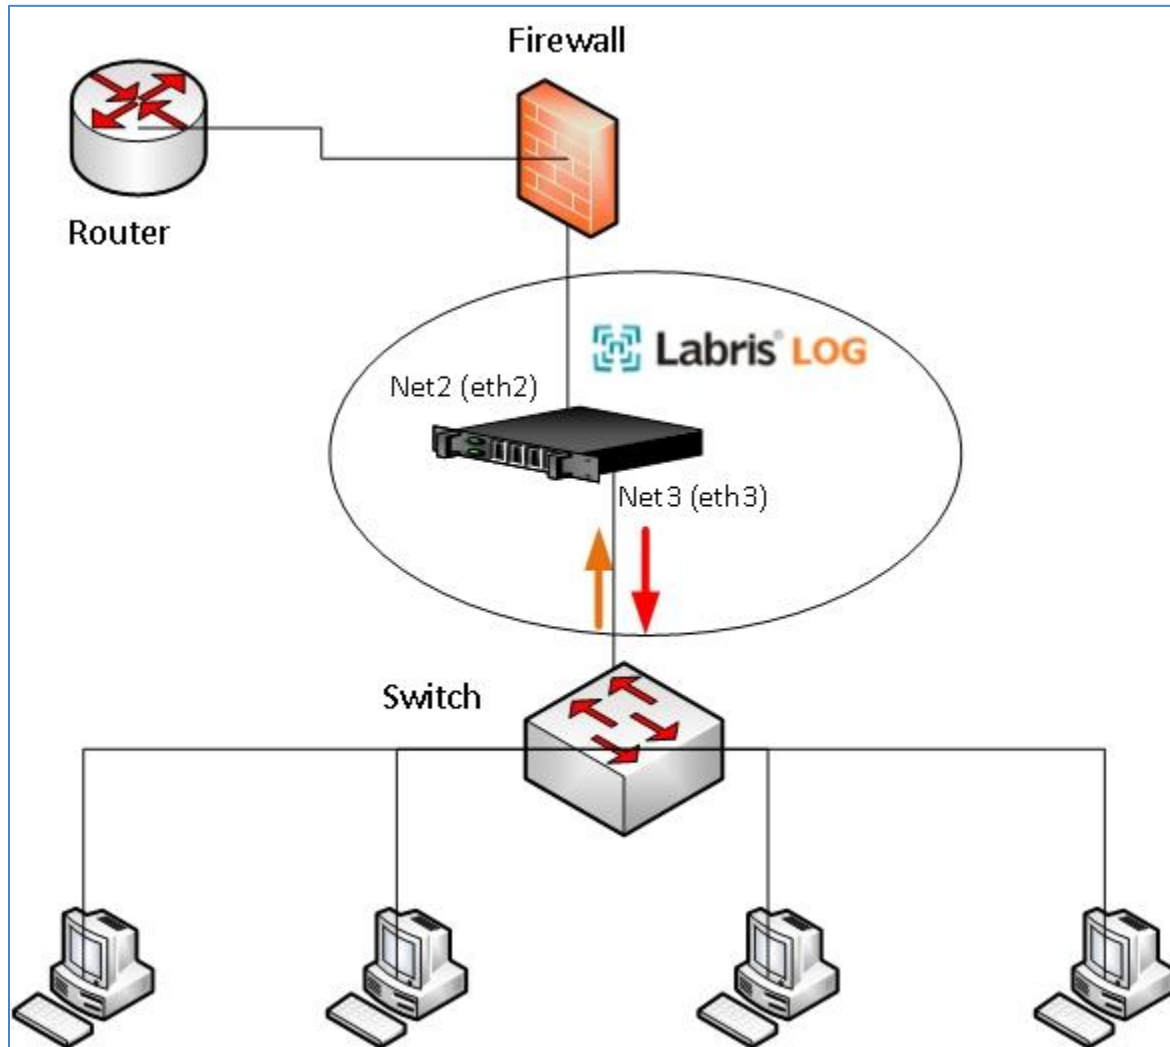 Firewall
Router
Labris® LOG
Net2 (eth2)
Net3 (eth3)
Switch